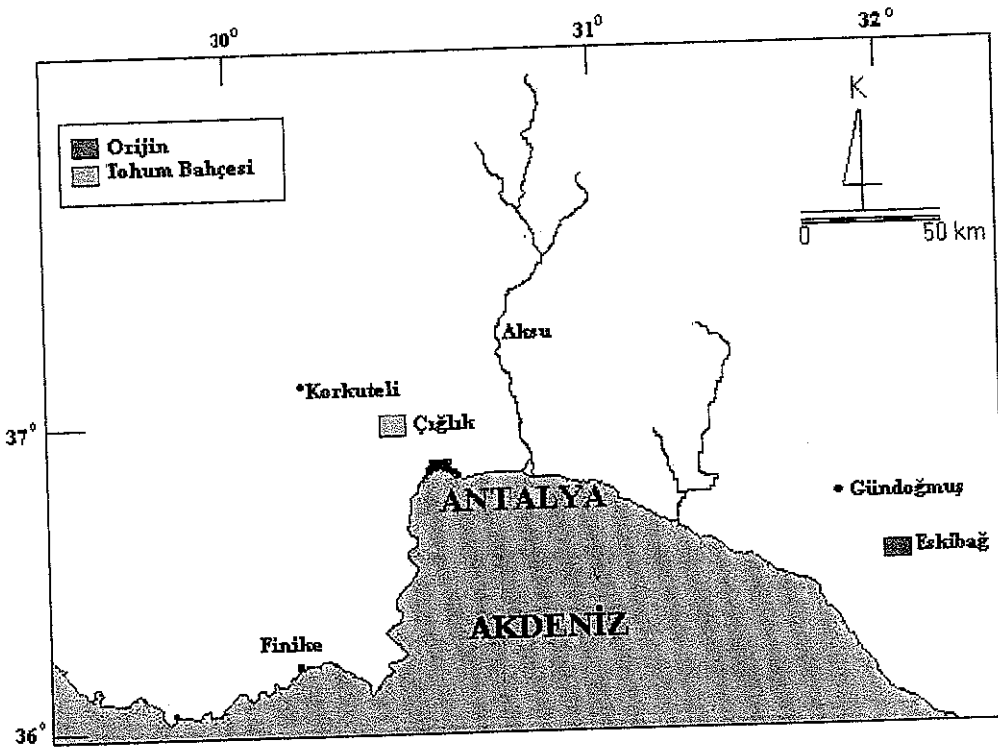 30° 31° 32°
K
Orijin
Tohum Bahçesi
0 50 km
Aksu
Korkuteli
Çığlık
37°
ANTALYA
Gündoğmuş
Eskibağ
AKDENİZ
Finike
36°